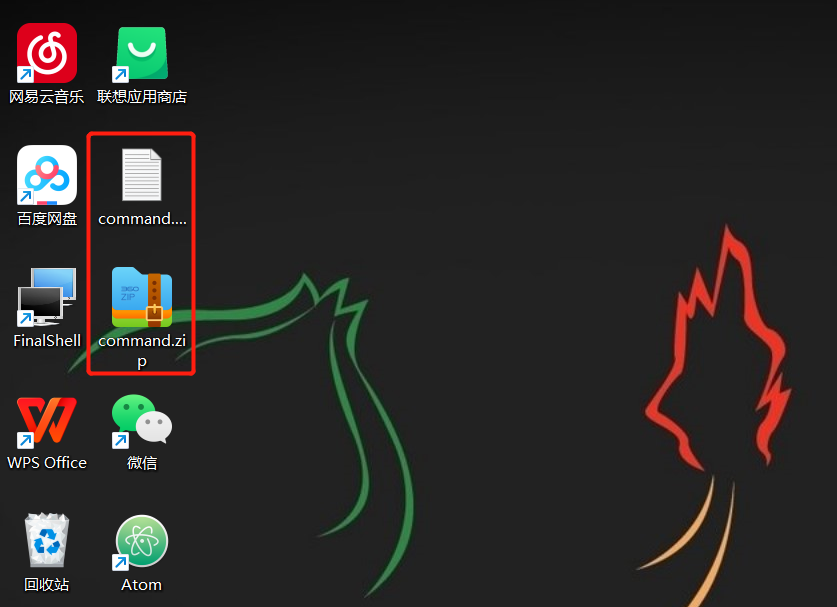 网易云音乐
联想应用商店
百度网盘
command....
360
ZIP
FinalShell
command.zi
p
WPS Office
微信
回收站
Atom